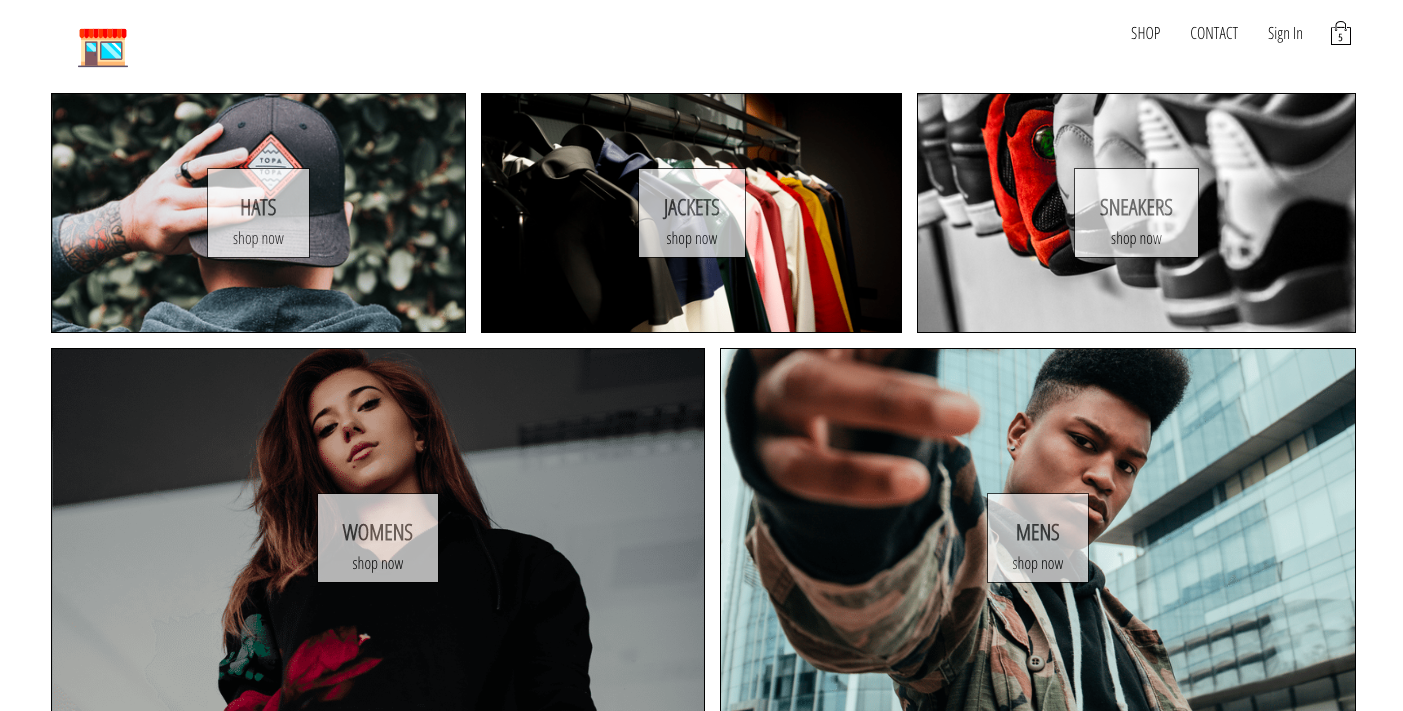 SHOP CONTACT Sign In 5
TOPA
TOPA
HATS
shop now
JACKETS
shop now
SNEAKERS
shop now
WOMENS
shop now
MENS
shop now